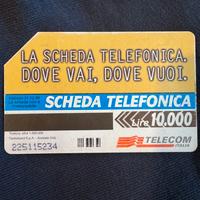 LA SCHEDA TELEFONICA.
DOVE VAI, DOVE VUOI.
SCHEDA TELEFONICA
Lire 10.000
225115234
TELECOM
ITALIA